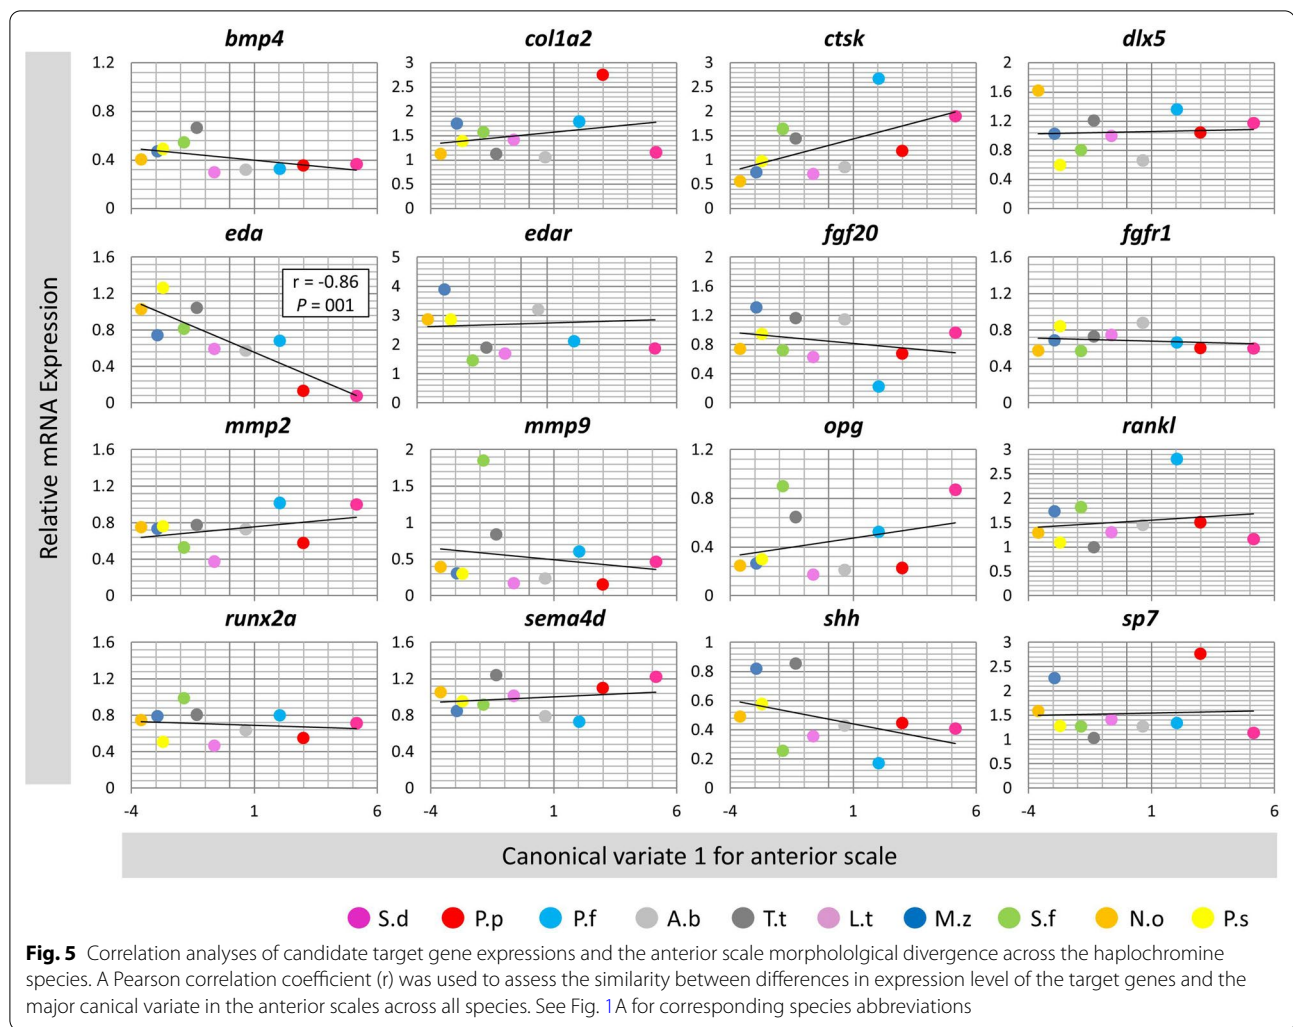 bmp4 col1a2 ctsk dlx5
1.2 3 3 2
2.5 2.5 1.6
0.8 2 2 1.2
1.5 1.5 0.8
0.4 1 1 0.4
0.5 0.5
0 0 0 0
eda edar fgf20 fgfr1
1.6 5 2 1.6
1.2 4 1.6 1.2
r = -0.86
P = 001
0.8 3 1.2 0.8
2 0.8
0.4 1 0.4 0.4
0 0 0 0
mmp2 mmp9 opg rankl
1.6 2 1.2 3
1.2 1.5 2.5
0.8 1 0.8 2
1.5
0.4 0.5 0.4 1
0.5
0 0 0 0
runx2a sema4d shh sp7
1.6 1.6 1 3
1.2 1.2 0.8 2.5
0.8 0.8 0.6 2
0.4 1.5
0.4 0.4 0.2 1
0.5
0 0 0 0
-4 1 6 -4 1 6 -4 1 6 -4 1 6
Relative mRNA Expression
Canonical variate 1 for anterior scale
S.d P.p P.f A.b T.t L.t M.z S.f N.o P.s
Fig. 5 Correlation analyses of candidate target gene expressions and the anterior scale morphololgical divergence across the haplochromine
species. A Pearson correlation coefficient (r) was used to assess the similarity between differences in expression level of the target genes and the
major canical variate in the anterior scales across all species. See Fig. 1A for corresponding species abbreviations